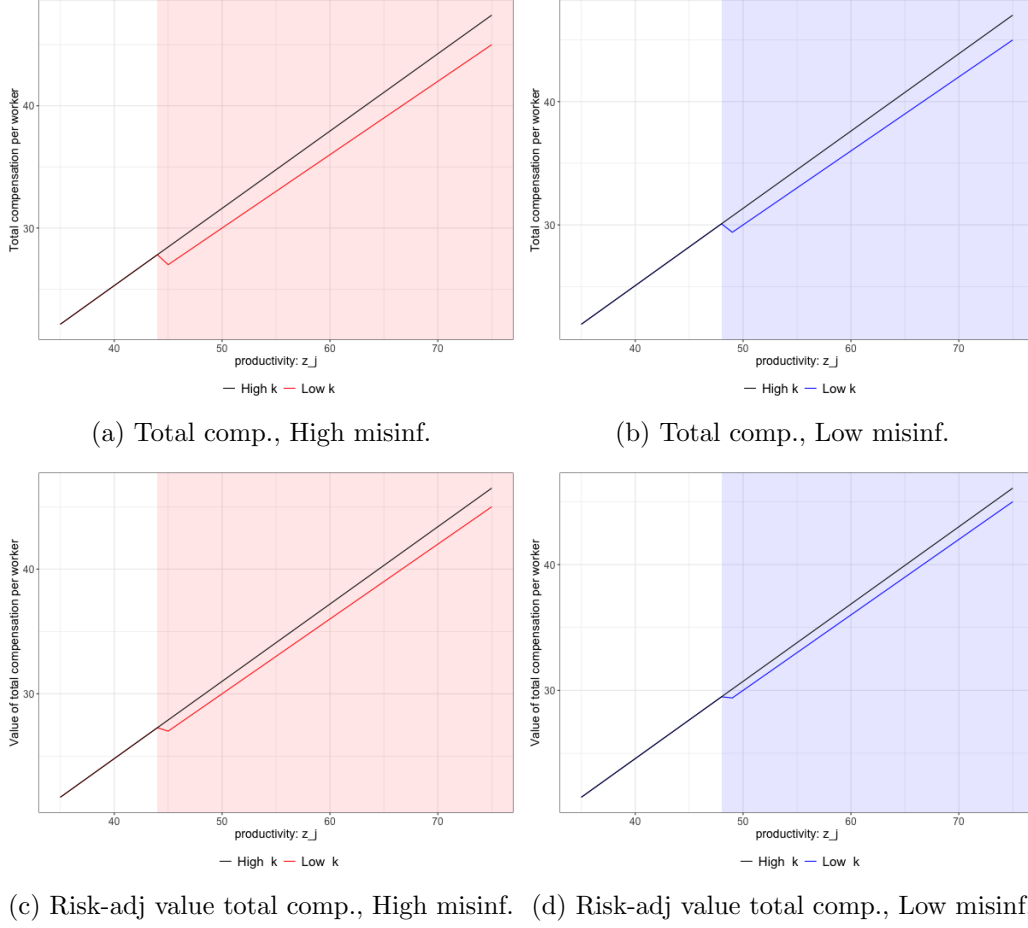 Total compensation per worker
40
30
40
50
60
70
productivity: z_j
High k
Low k
(a) Total comp., High misinf.
Total compensation per worker
40
30
40
50
60
70
productivity: z_j
High k
Low k
(b) Total comp., Low misinf.
Value of total compensation per worker
40
30
40
50
60
70
productivity: z_j
High k
Low k
(c) Risk-adj value total comp., High misinf.
Value of total compensation per worker
40
30
40
50
60
70
productivity: z_j
High k
Low k
(d) Risk-adj value total comp., Low misinf